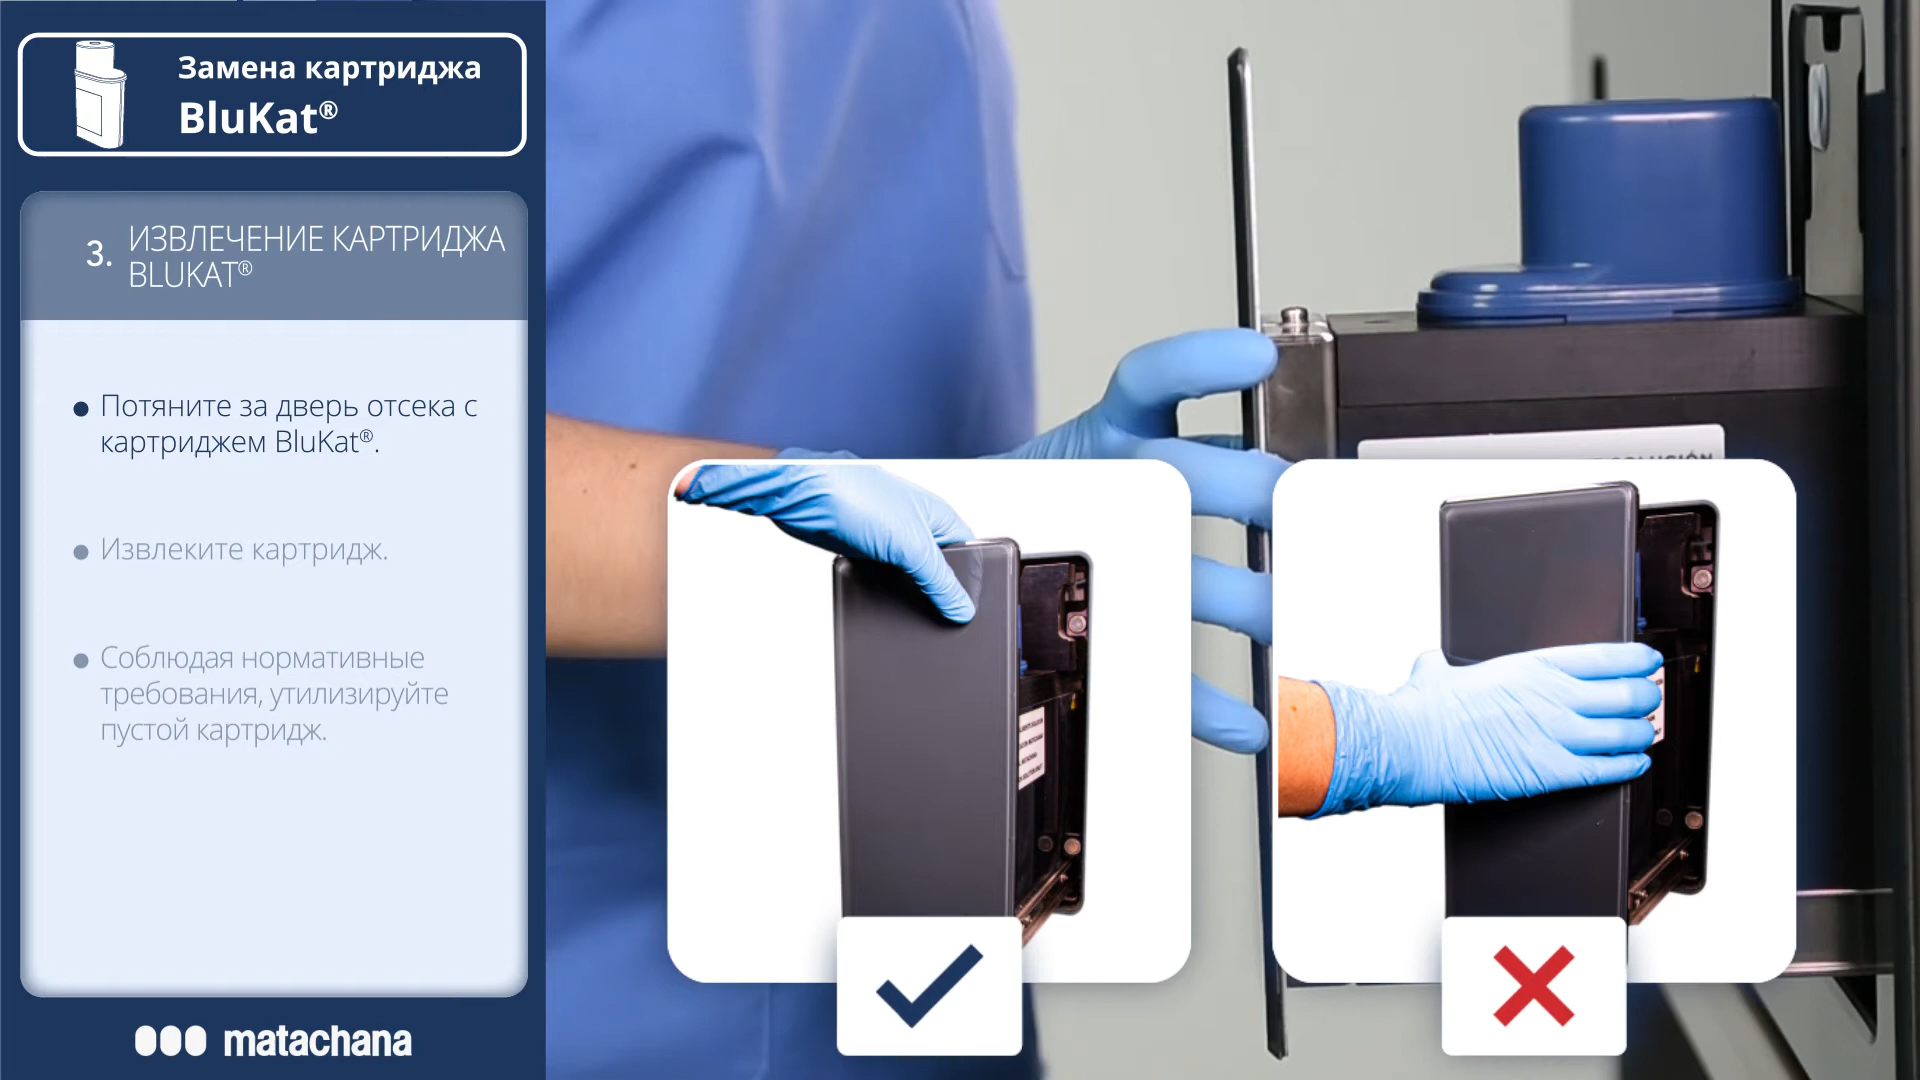 Замена картриджа
BluKat®
3. ИЗВЛЕЧЕНИЕ КАРТРИДЖА
BLUKAT®
● Потяните за дверь отсека с
картриджем BluKat®.
● Извлеките картридж.
● Соблюдая нормативные
требования, утилизируйте
пустой картридж.
matachana